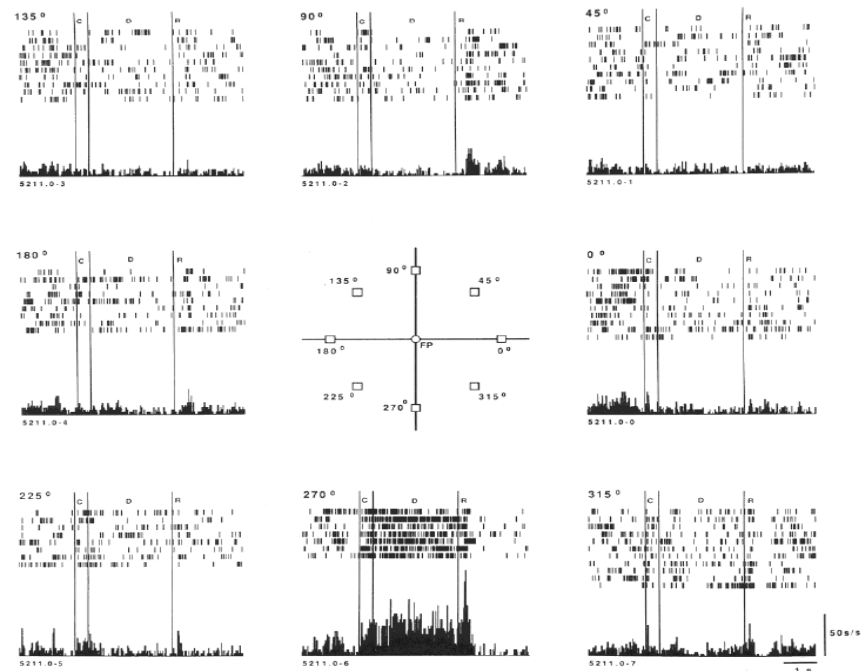 135° C D R
90° C D R
45° C D R
5211.0-3
5211.0-2
5211.0-1
180° C D R
90°
135°
45°
180°
FP
0°
225°
270°
315°
0° C D R
5211.0-4
5211.0-0
225° C D R
270° C D R
315° C D R
50s/s
5211.0-5
5211.0-6
5211.0-7